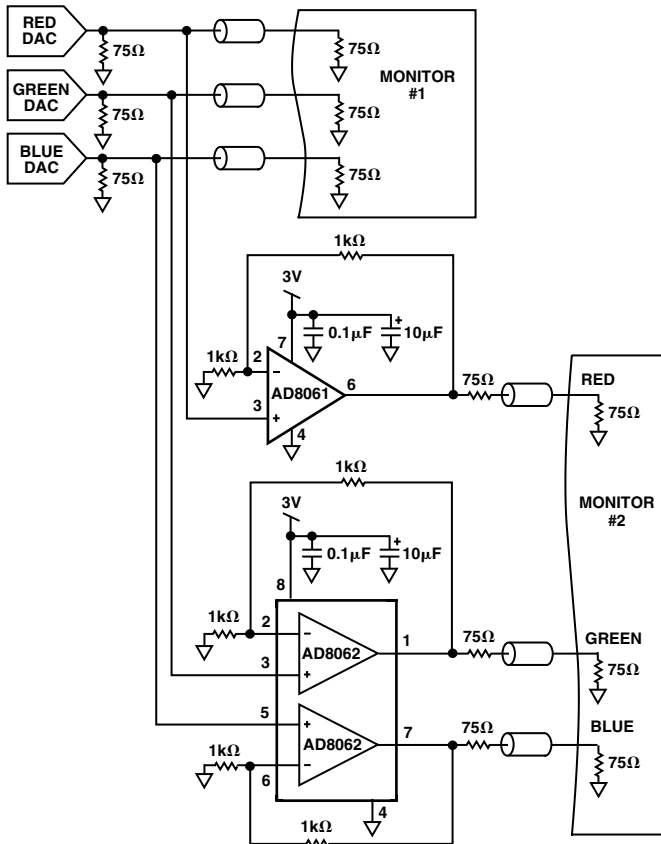 RED
DAC
75Ω
75Ω
MONITOR
#1
GREEN
DAC
75Ω
75Ω
BLUE
DAC
75Ω
75Ω
1kΩ
3V
0.1µF
+
10µF
7
1kΩ
2
−
AD8061
6
3
+
4
75Ω
RED
75Ω
MONITOR
#2
1kΩ
3V
0.1µF
+
10µF
8
1kΩ
2
−
AD8062
1
3
+
75Ω
GREEN
75Ω
5
+
AD8062
7
75Ω
BLUE
75Ω
1kΩ
−
6
4
1kΩ